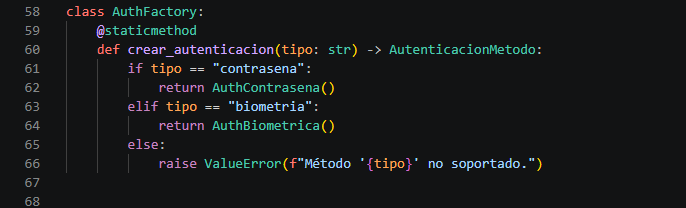 58 class AuthFactory:
59     @staticmethod
60     def crear_autenticacion(tipo: str) -> AutenticacionMetodo:
61         if tipo == "contrasena":
62             return AuthContrasena()
63         elif tipo == "biometria":
64             return AuthBiometrica()
65         else:
66             raise ValueError(f"Método '{tipo}' no soportado.")
67
68